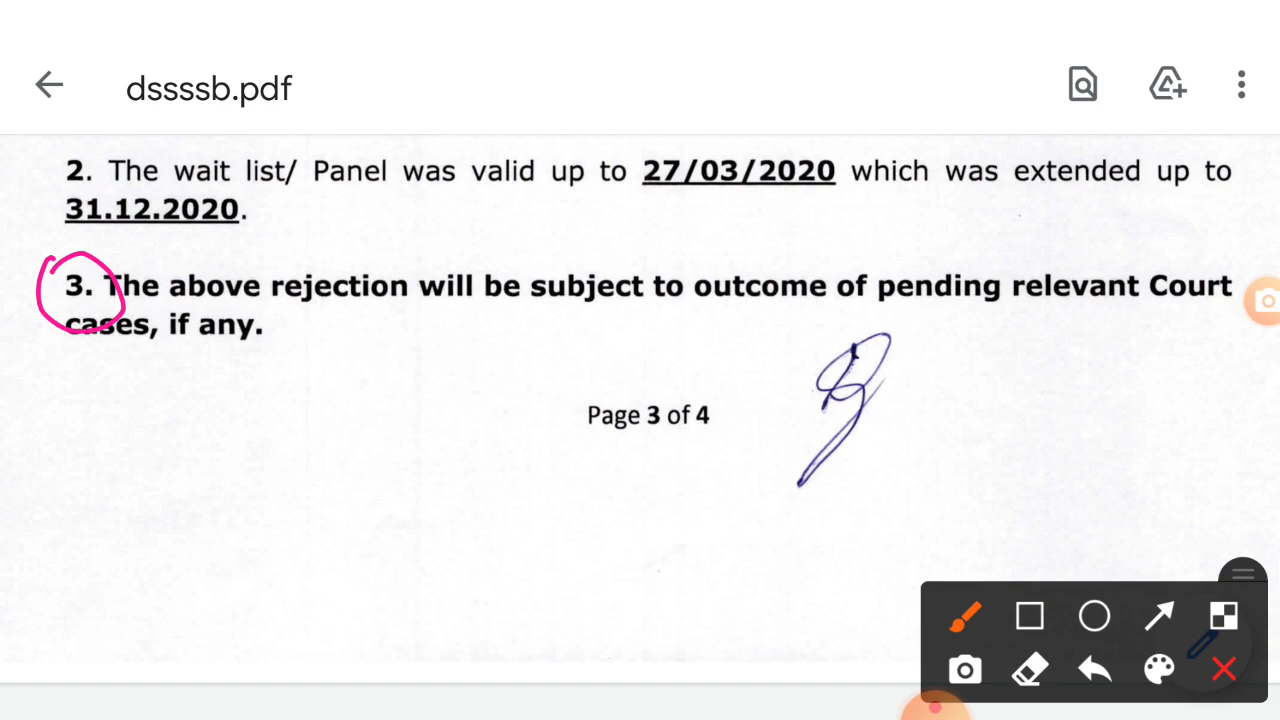 dssssb.pdf
2. The wait list/ Panel was valid up to 27/03/2020 which was extended up to
31.12.2020.
3. The above rejection will be subject to outcome of pending relevant Court
cases, if any.
Page 3 of 4